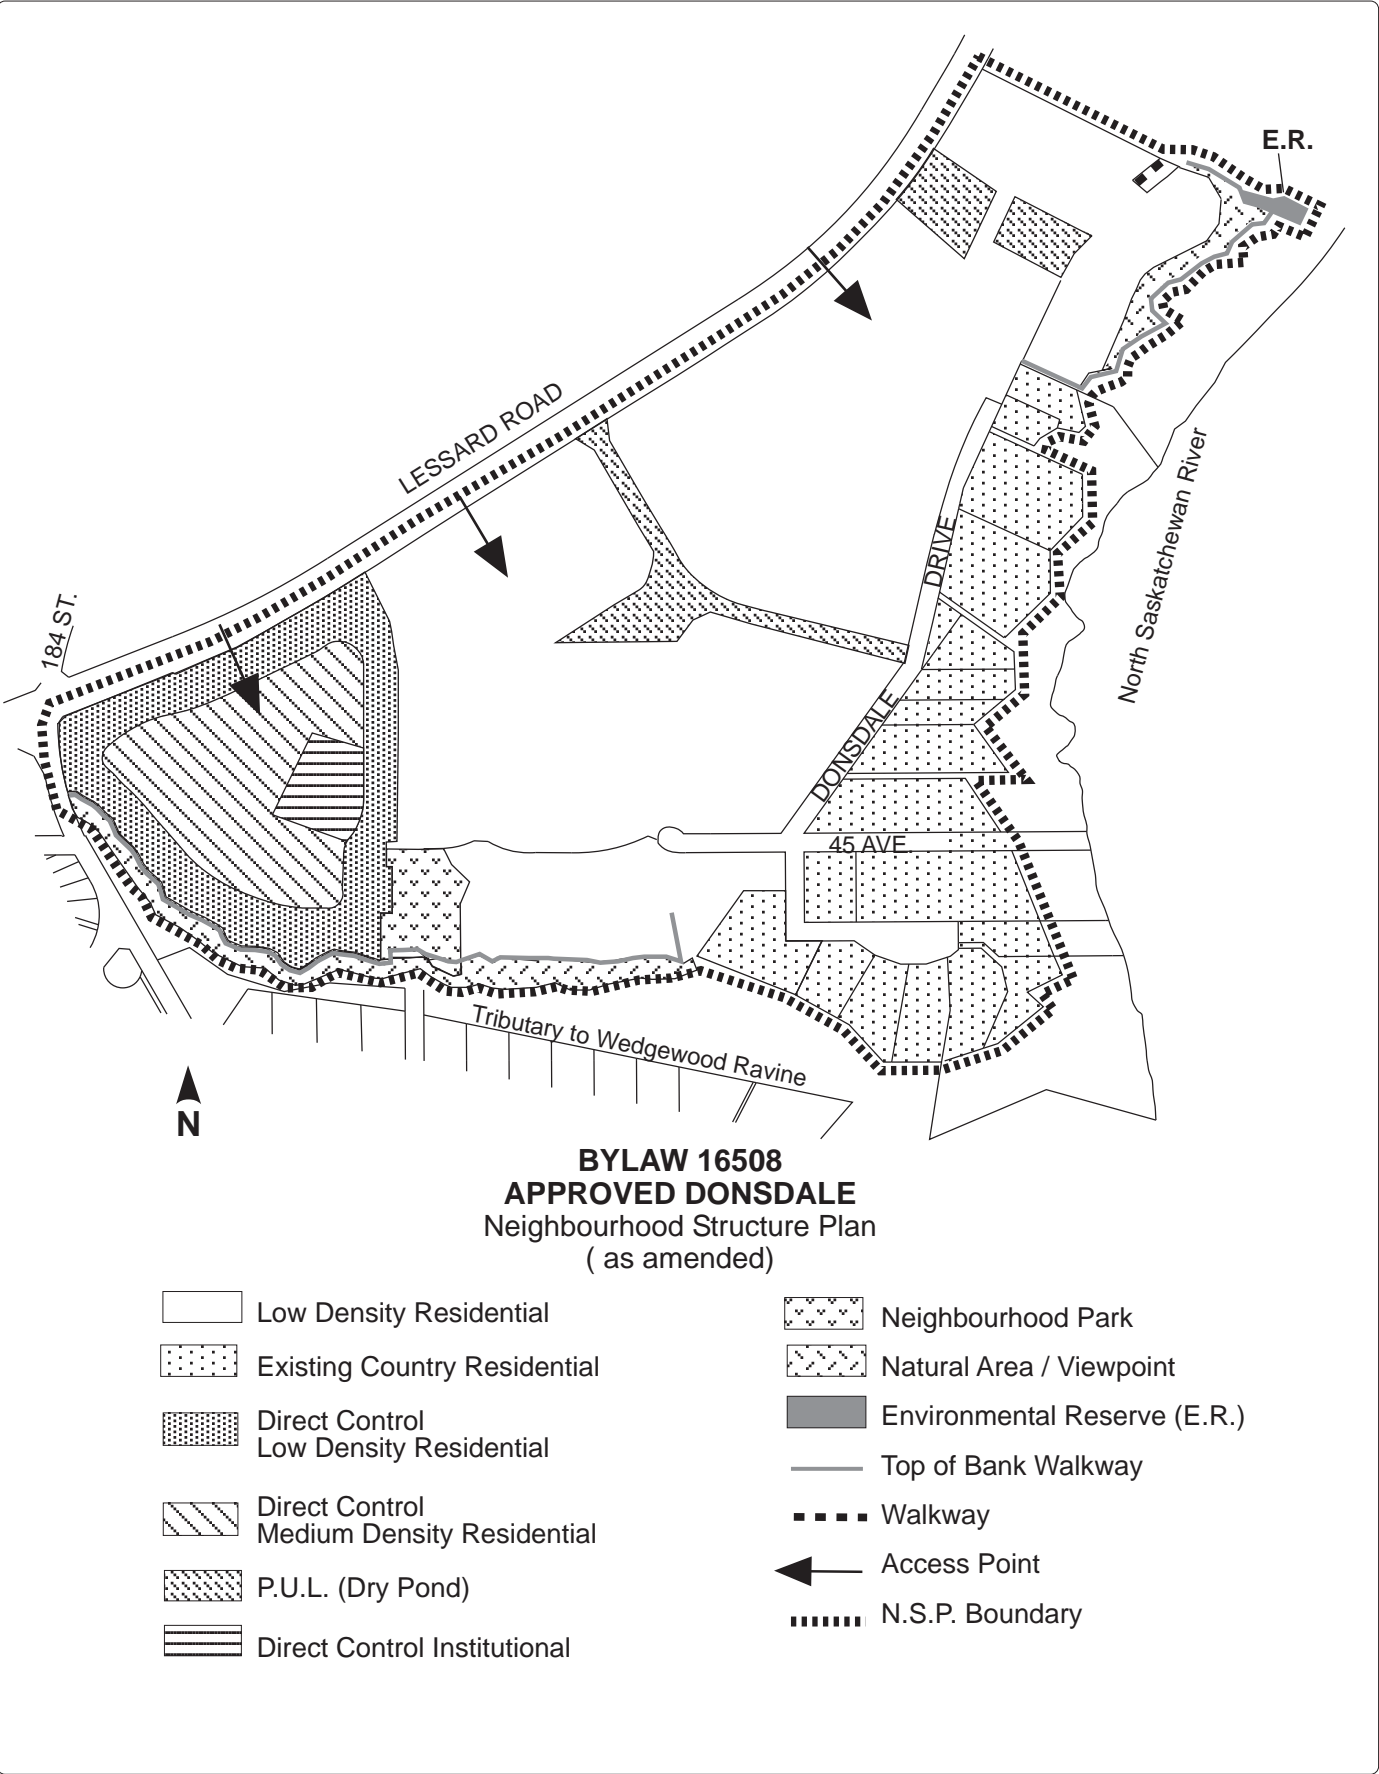 E.R.
LESSARD ROAD
184 ST.
North Saskatchewan River
DONSDALE DRIVE
45 AVE
Tributary to Wedgewood Ravine
N
BYLAW 16508
APPROVED DONSDALE
Neighbourhood Structure Plan
( as amended)
Low Density Residential
Existing Country Residential
Direct Control
Low Density Residential
Direct Control
Medium Density Residential
P.U.L. (Dry Pond)
Direct Control Institutional
Neighbourhood Park
Natural Area / Viewpoint
Environmental Reserve (E.R.)
Top of Bank Walkway
Walkway
Access Point
N.S.P. Boundary